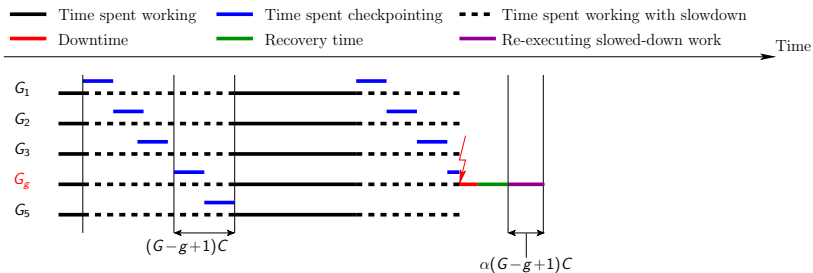 Time spent working Time spent checkpointing Time spent working with slowdown
Downtime Recovery time Re-executing slowed-down work
Time
G1
G2
G3
Gg
G5
(G−g+1)C
α(G−g+1)C